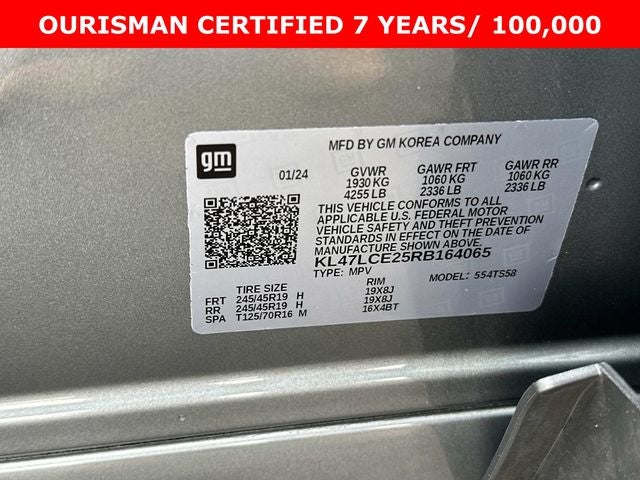 OURISMAN CERTIFIED 7 YEARS/ 100,000
gm
MFD BY GM KOREA COMPANY
01/24 GVWR GAWR FRT GAWR RR
1930 KG 1060 KG 1060 KG
4255 LB 2336 LB 2336 LB
THIS VEHICLE CONFORMS TO ALL
APPLICABLE U.S. FEDERAL MOTOR
VEHICLE SAFETY AND THEFT PREVENTION
STANDARDS IN EFFECT ON THE DATE OF
MANUFACTURE SHOWN ABOVE.
KL47LCE25RB164065
TYPE: MPV MODEL: 554TS58
TIRE SIZE RIM
FRT 245/45R19 H 19X8J
RR 245/45R19 H 19X8J
SPA T125/70R16 M 16X4BT